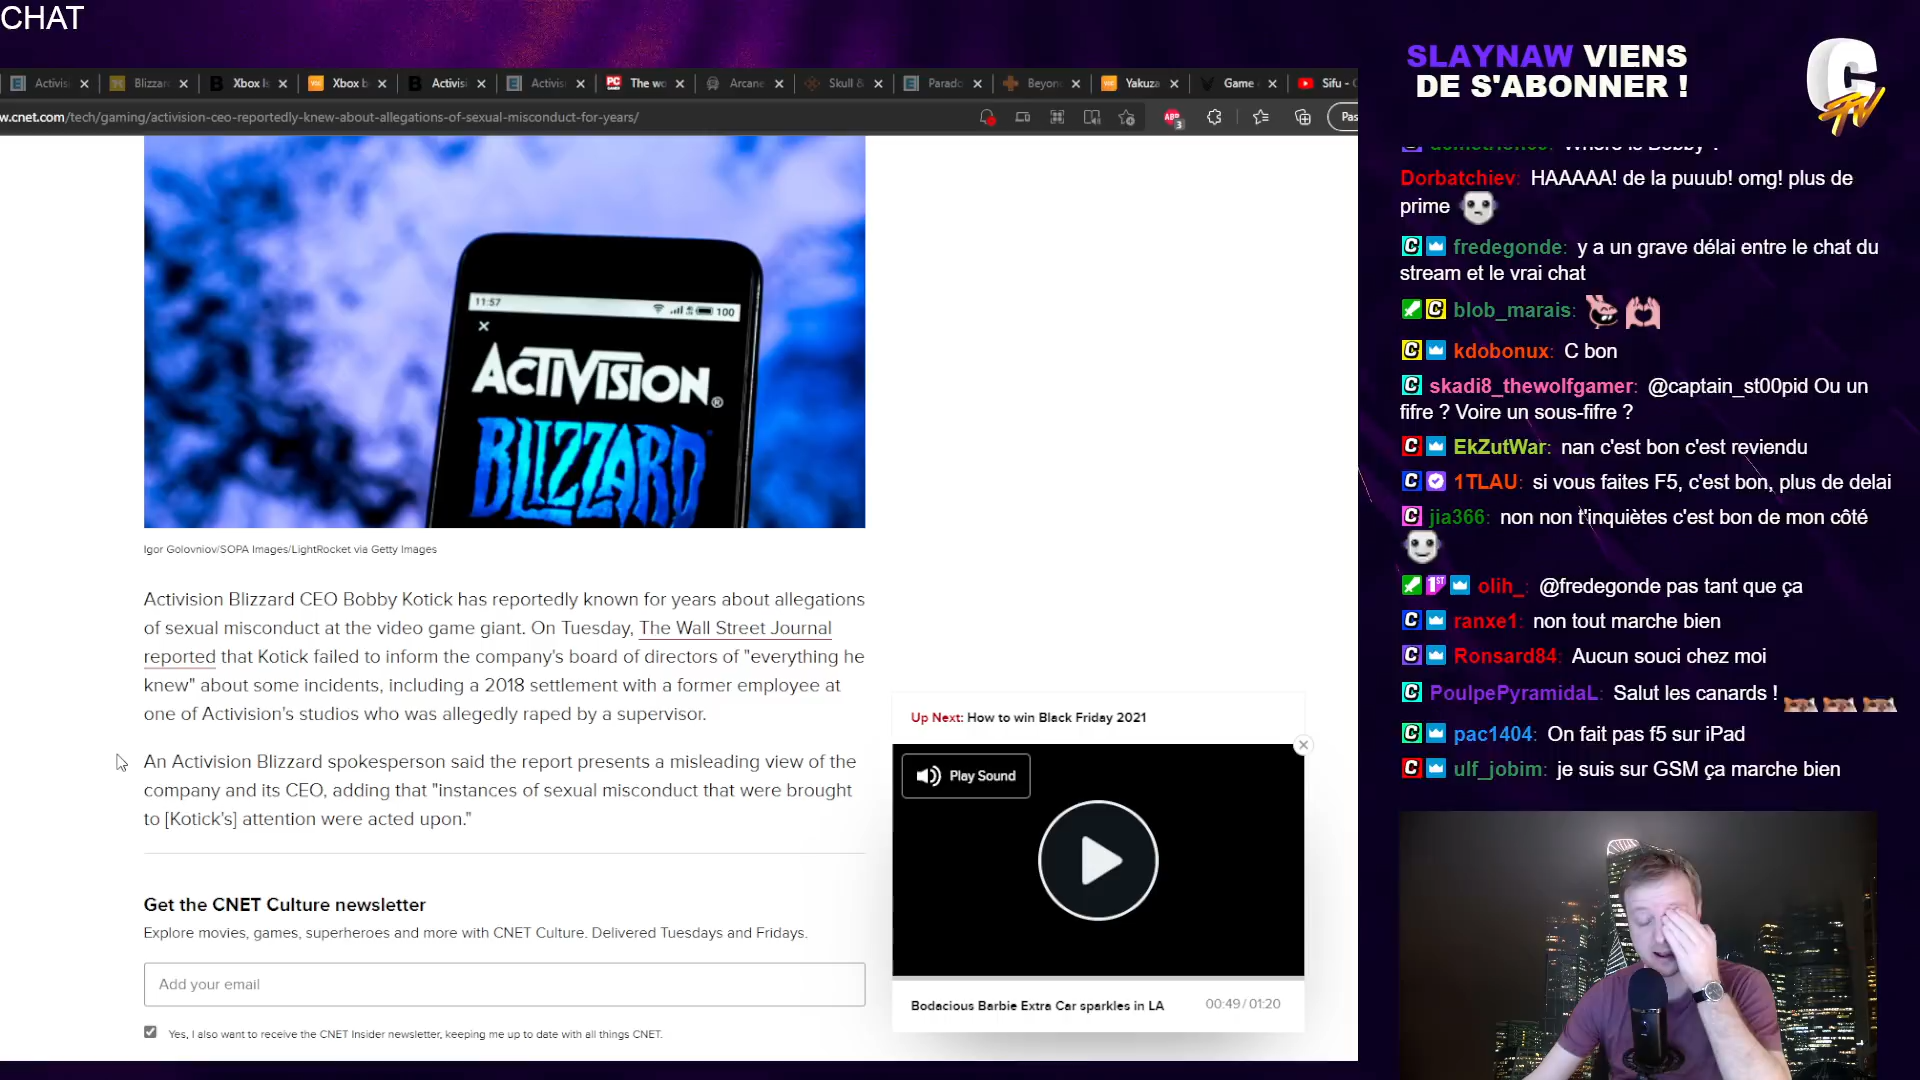 CHAT
Activis
Blizzar
Xbox Is
Xbox b
Activisi
Activis
The wo
Arcane
Skull &
Parado
Beyon
Yakuza
Game
Sifu -
w.cnet.com/tech/gaming/activision-ceo-reportedly-knew-about-allegations-of-sexual-misconduct-for-years/
11:57
100
ACTIVISION®
BLIZZARD
Igor Golovniov/SOPA Images/LightRocket via Getty Images
Activision Blizzard CEO Bobby Kotick has reportedly known for years about allegations
of sexual misconduct at the video game giant. On Tuesday, The Wall Street Journal
reported that Kotick failed to inform the company's board of directors of "everything he
knew" about some incidents, including a 2018 settlement with a former employee at
one of Activision's studios who was allegedly raped by a supervisor.
An Activision Blizzard spokesperson said the report presents a misleading view of the
company and its CEO, adding that "instances of sexual misconduct that were brought
to [Kotick's] attention were acted upon."
Get the CNET Culture newsletter
Explore movies, games, superheroes and more with CNET Culture. Delivered Tuesdays and Fridays.
Add your email
Yes, I also want to receive the CNET Insider newsletter, keeping me up to date with all things CNET.
Up Next: How to win Black Friday 2021
Play Sound
Bodacious Barbie Extra Car sparkles in LA
00:49 / 01:20
SLAYNAW VIENS
DE S'ABONNER !
C TV
Dorbatchiev: HAAAAA! de la puuub! omg! plus de
prime
fredegonde: y a un grave délai entre le chat du
stream et le vrai chat
blob_marais:
kdobonux: C bon
skadi8_thewolfgamer: @captain_st00pid Ou un
fifre ? Voire un sous-fifre ?
EkZutWar: nan c'est bon c'est reviendu
1TLAU: si vous faites F5, c'est bon, plus de delai
jia366: non non t'inquiètes c'est bon de mon côté
olih_: @fredegonde pas tant que ça
ranxe1: non tout marche bien
Ronsard84: Aucun souci chez moi
PoulpePyramidaL: Salut les canards !
pac1404: On fait pas f5 sur iPad
ulf_jobim: je suis sur GSM ça marche bien